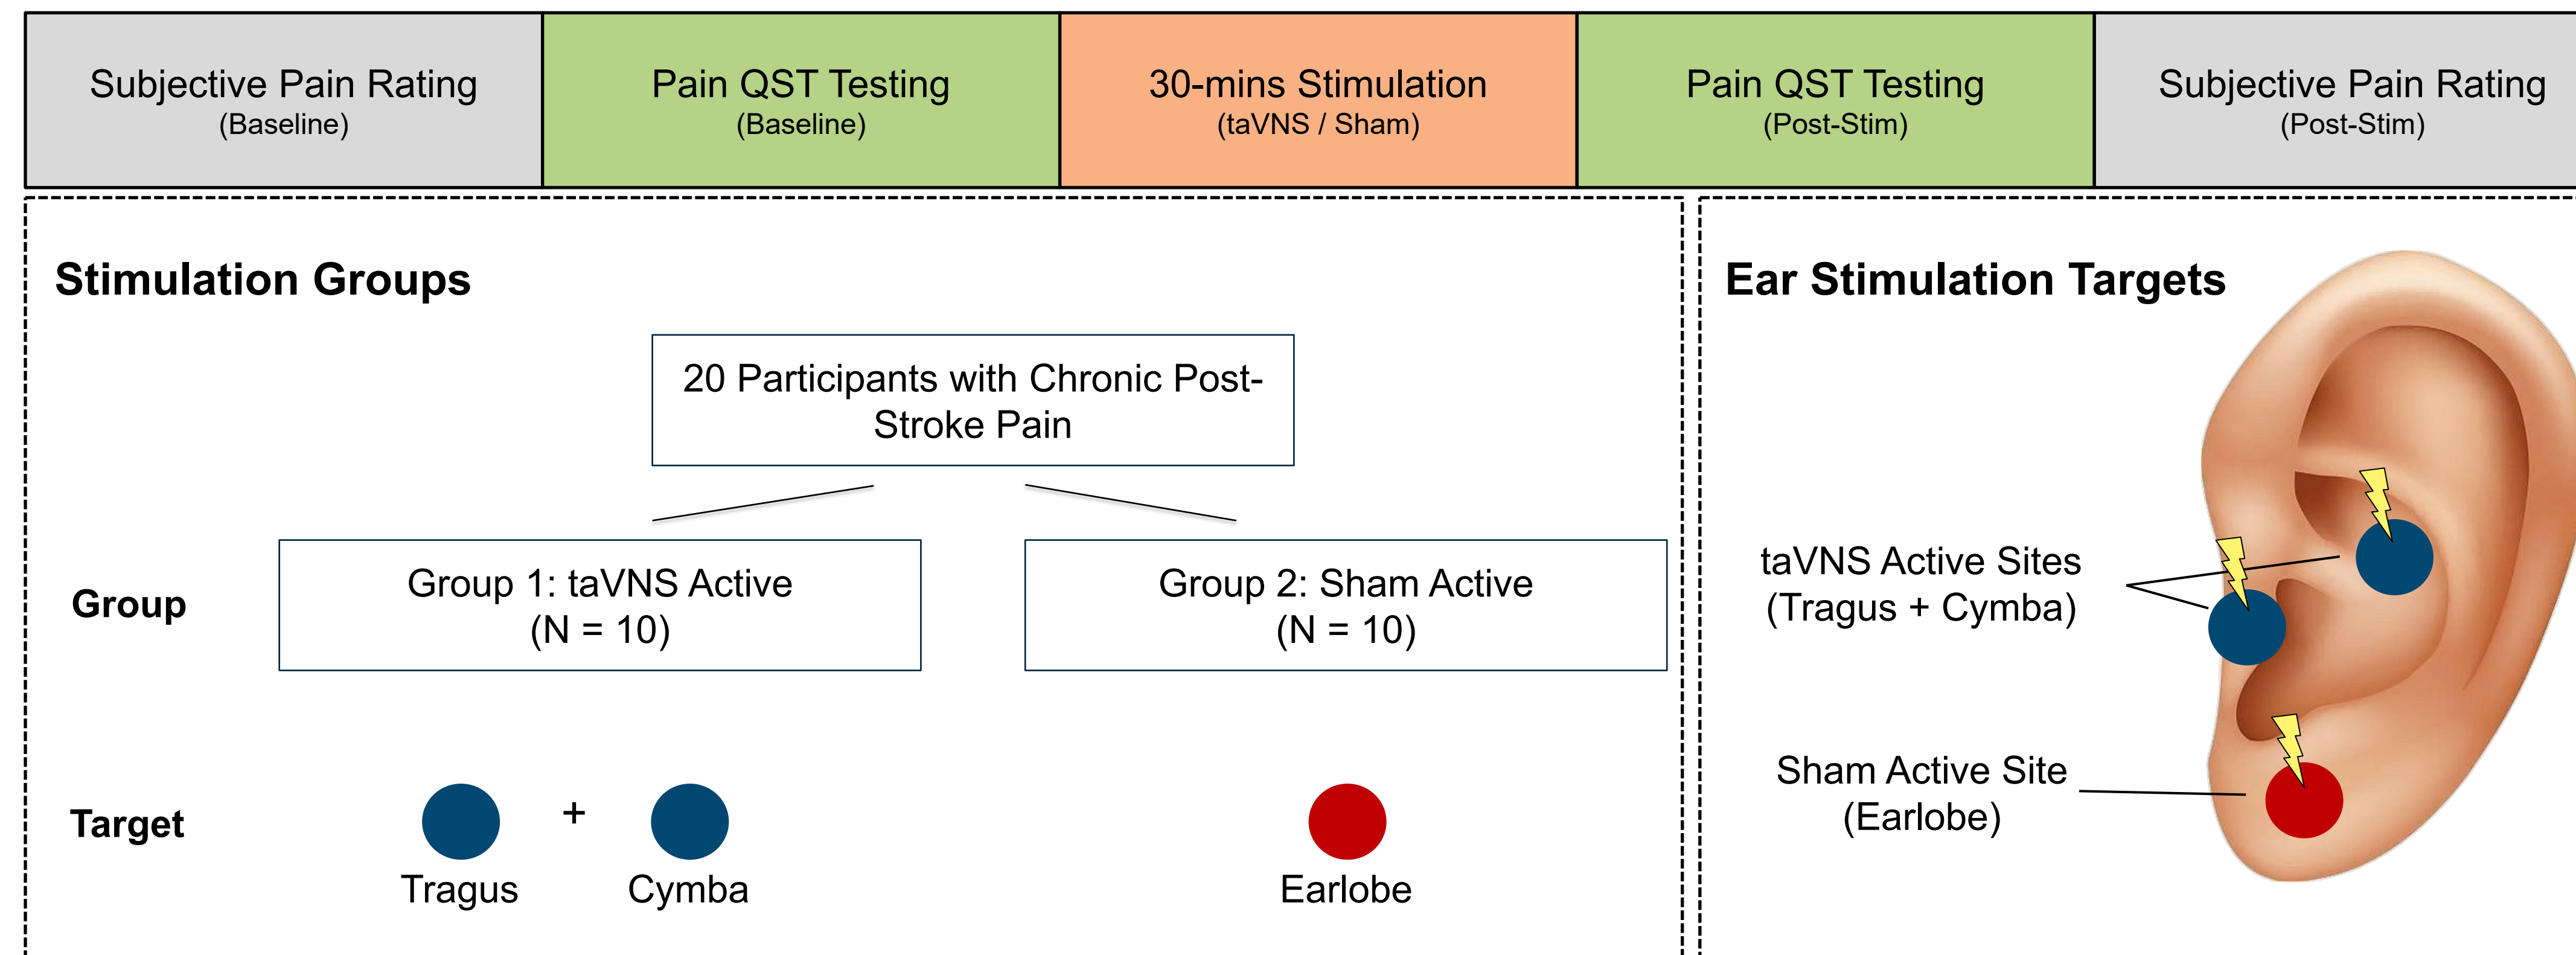 Subjective Pain Rating
(Baseline)
Pain QST Testing
(Baseline)
30-mins Stimulation
(taVNS / Sham)
Pain QST Testing
(Post-Stim)
Subjective Pain Rating
(Post-Stim)
Stimulation Groups
20 Participants with Chronic Post-
Stroke Pain
Group
Group 1: taVNS Active
(N = 10)
Group 2: Sham Active
(N = 10)
Target
+
Tragus
Cymba
Earlobe
Ear Stimulation Targets
taVNS Active Sites
(Tragus + Cymba)
Sham Active Site
(Earlobe)